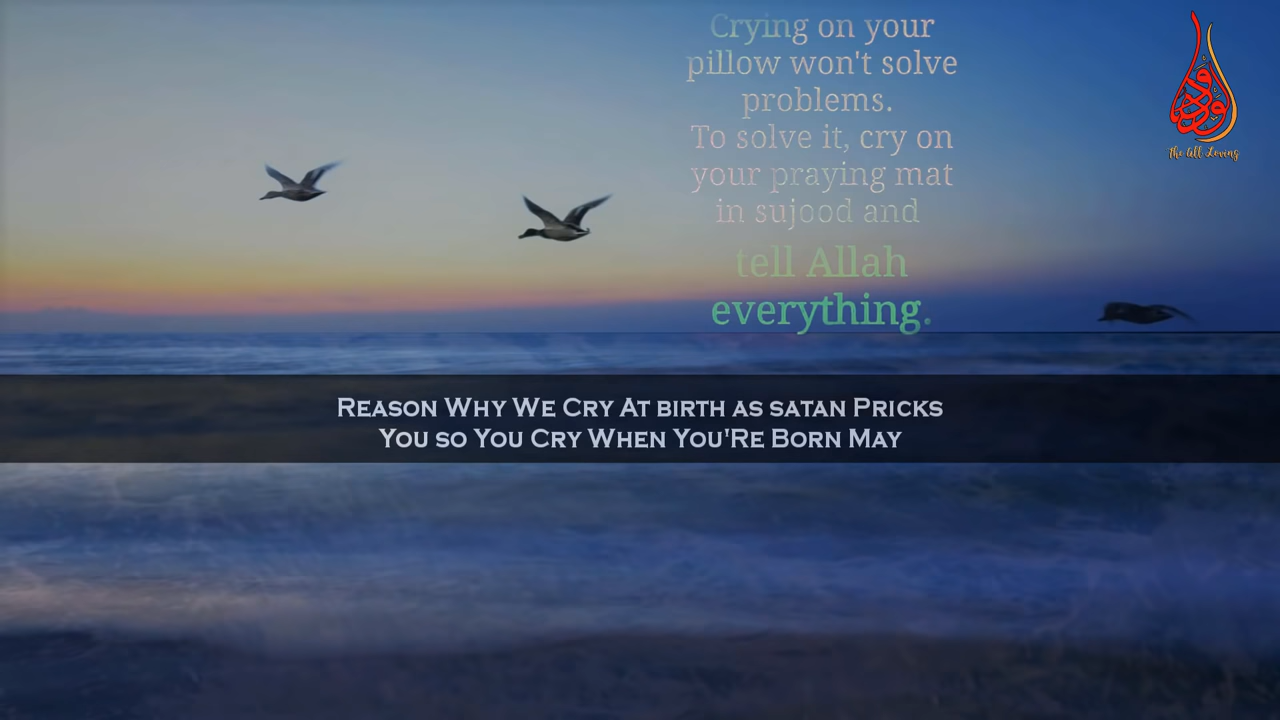 Crying on your
pillow won't solve
problems.
To solve it, cry on
your praying mat
in sujood and
tell Allah
everything.
The All Loving
REASON WHY WE CRY AT BIRTH AS SATAN PRICKS
YOU SO YOU CRY WHEN YOU'RE BORN MAY